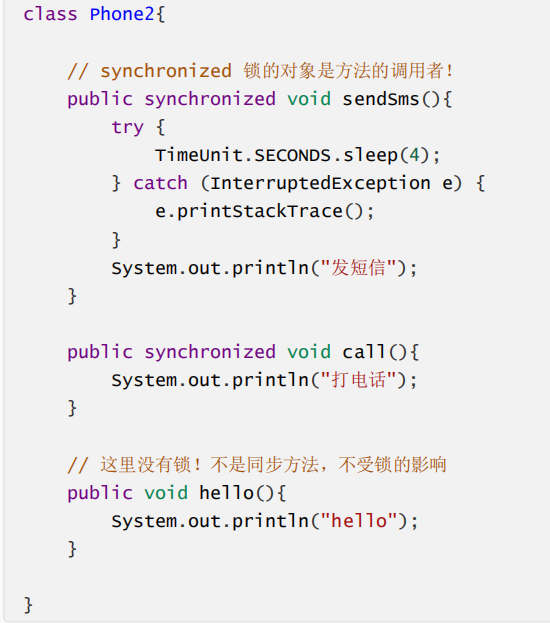 class Phone2{
// synchronized 锁的对象是方法的调用者！
public synchronized void sendSms(){
try {
TimeUnit.SECONDS.sleep(4);
} catch (InterruptedException e) {
e.printStackTrace();
}
System.out.println("发短信");
}
public synchronized void call(){
System.out.println("打电话");
}
// 这里没有锁！不是同步方法，不受锁的影响
public void hello(){
System.out.println("hello");
}
}